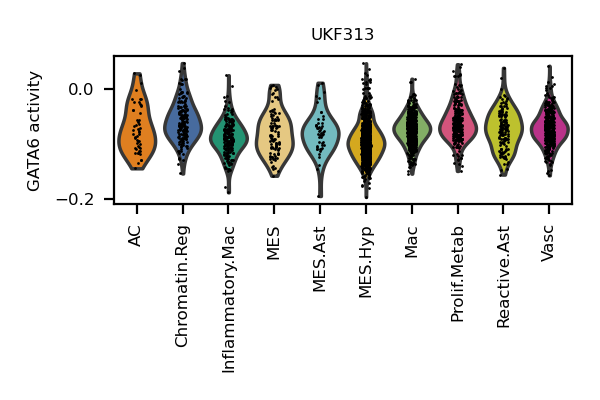 UKF313
GATA6 activity
0.0
−0.2
AC
Chromatin.Reg
Inflammatory.Mac
MES
MES.Ast
MES.Hyp
Mac
Prolif.Metab
Reactive.Ast
Vasc